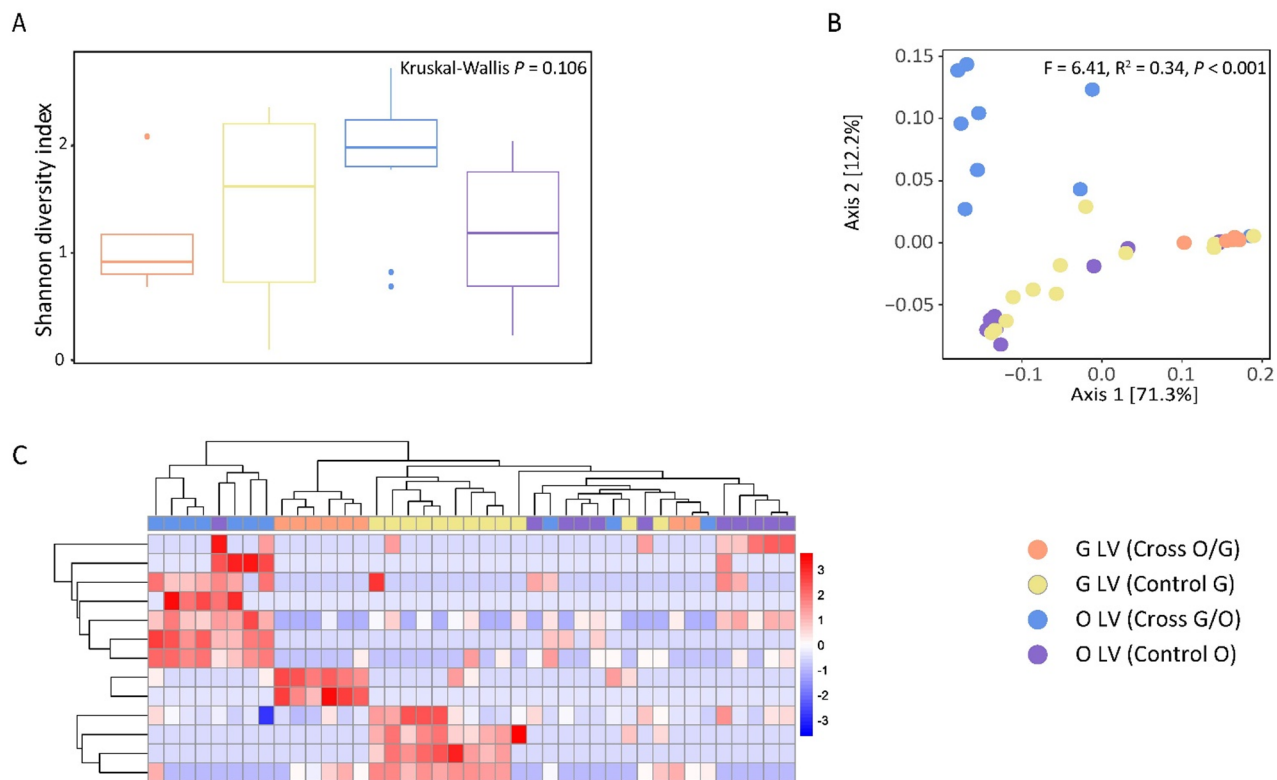 A
Kruskal-Wallis P = 0.106
Shannon diversity index
2
1
0
B
F = 6.41, R² = 0.34, P < 0.001
Axis 2 [12.2%]
0.15
0.10
0.05
0.00
−0.05
−0.1
0.0
0.1
0.2
Axis 1 [71.3%]
C
3
2
1
0
-1
-2
-3
G LV (Cross O/G)
G LV (Control G)
O LV (Cross G/O)
O LV (Control O)